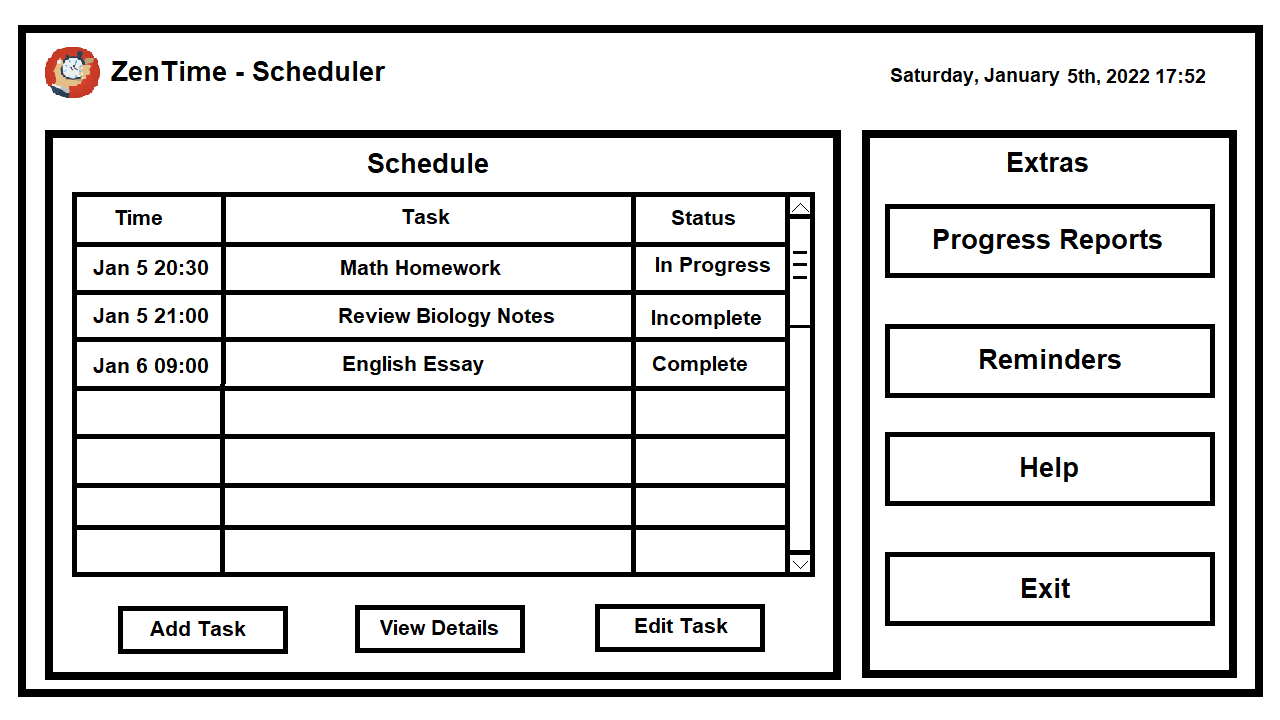 ZenTime - Scheduler
Saturday, January 5th, 2022 17:52
Schedule
Time Task Status
Jan 5 20:30 Math Homework In Progress
Jan 5 21:00 Review Biology Notes Incomplete
Jan 6 09:00 English Essay Complete
Add Task View Details Edit Task
Extras
Progress Reports
Reminders
Help
Exit